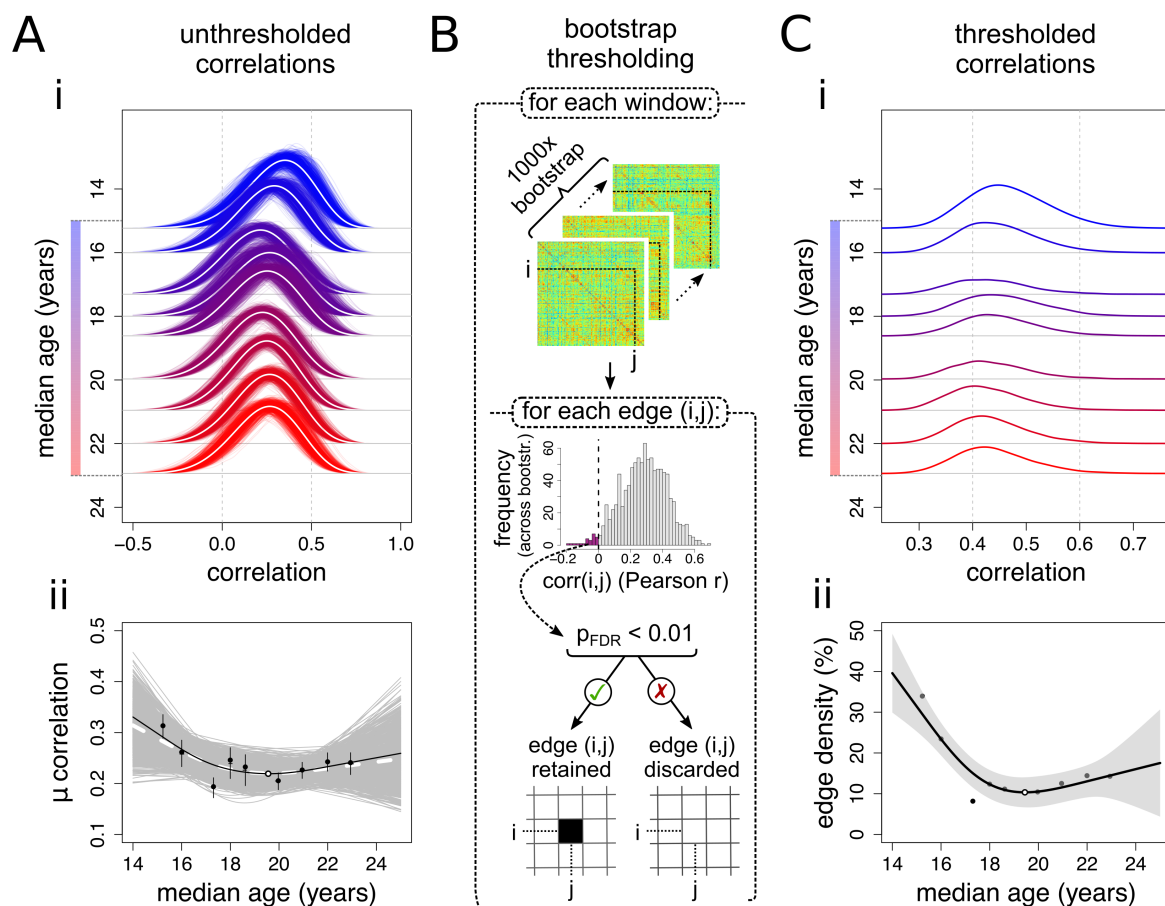 A
unthresholded
correlations
i
14
16
18
20
22
24
median age (years)
−0.5
0.0
0.5
1.0
correlation
ii
0.5
0.4
0.3
0.2
0.1
μ correlation
14
16
18
20
22
24
median age (years)
B
bootstrap
thresholding
for each window:
1000x
bootstrap
i
j
for each edge (i,j):
frequency
(across bootstr.)
60
40
20
0
−0.2
0
0.2
0.4
0.6
corr(i,j) (Pearson r)
pFDR < 0.01
✓
✗
edge (i,j)
retained
edge (i,j)
discarded
i
j
i
j
C
thresholded
correlations
i
14
16
18
20
22
24
median age (years)
0.3
0.4
0.5
0.6
0.7
correlation
ii
50
40
30
20
10
0
edge density (%)
14
16
18
20
22
24
median age (years)